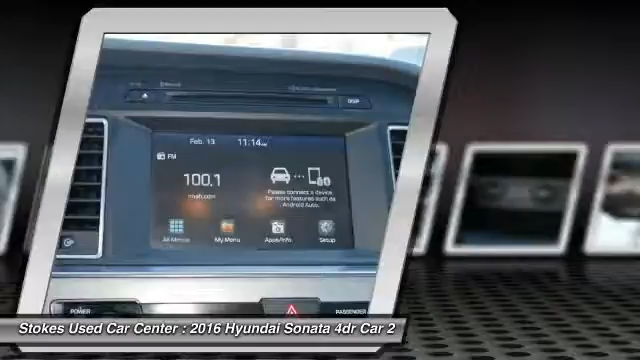 DISP
Feb. 13 11:14AM
FM
100.1
Please connect a device
for more features such as
Android Auto.
All Menus My Menu Apps/Info Setup
POWER PASSENGER
Stokes Used Car Center : 2016 Hyundai Sonata 4dr Car 2